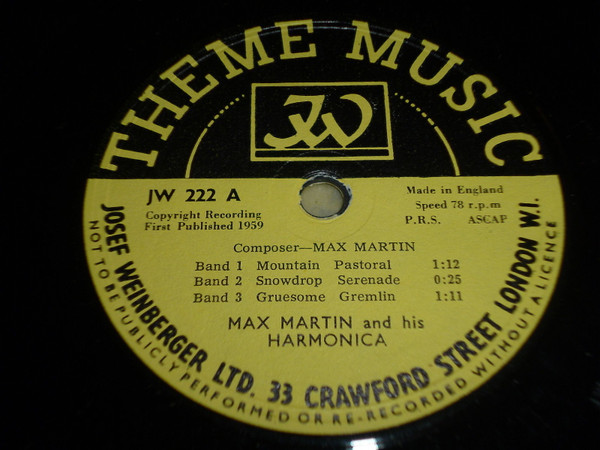 THEME MUSIC
JW
JW 222 A
Copyright Recording
First Published 1959
Made in England
Speed 78 r.p.m
P.R.S. ASCAP
Composer—MAX MARTIN
Band 1 Mountain Pastoral 1:12
Band 2 Snowdrop Serenade 0:25
Band 3 Gruesome Gremlin 1:11
MAX MARTIN and his
HARMONICA
JOSEF WEINBERGER LTD. 33 CRAWFORD STREET LONDON W.I.
NOT TO BE PUBLICLY PERFORMED OR RE-RECORDED WITHOUT A LICENCE